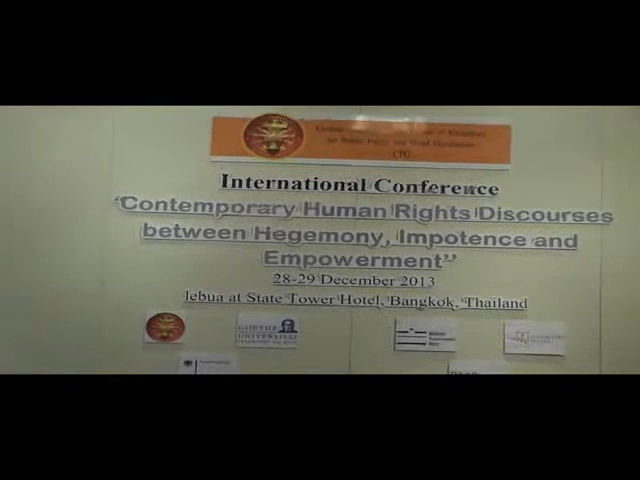 CPG
International Conference
"Contemporary Human Rights Discourses
between Hegemony, Impotence and
Empowerment"
28-29 December 2013
lebua at State Tower Hotel, Bangkok, Thailand
GOETHE
UNIVERSITÄT